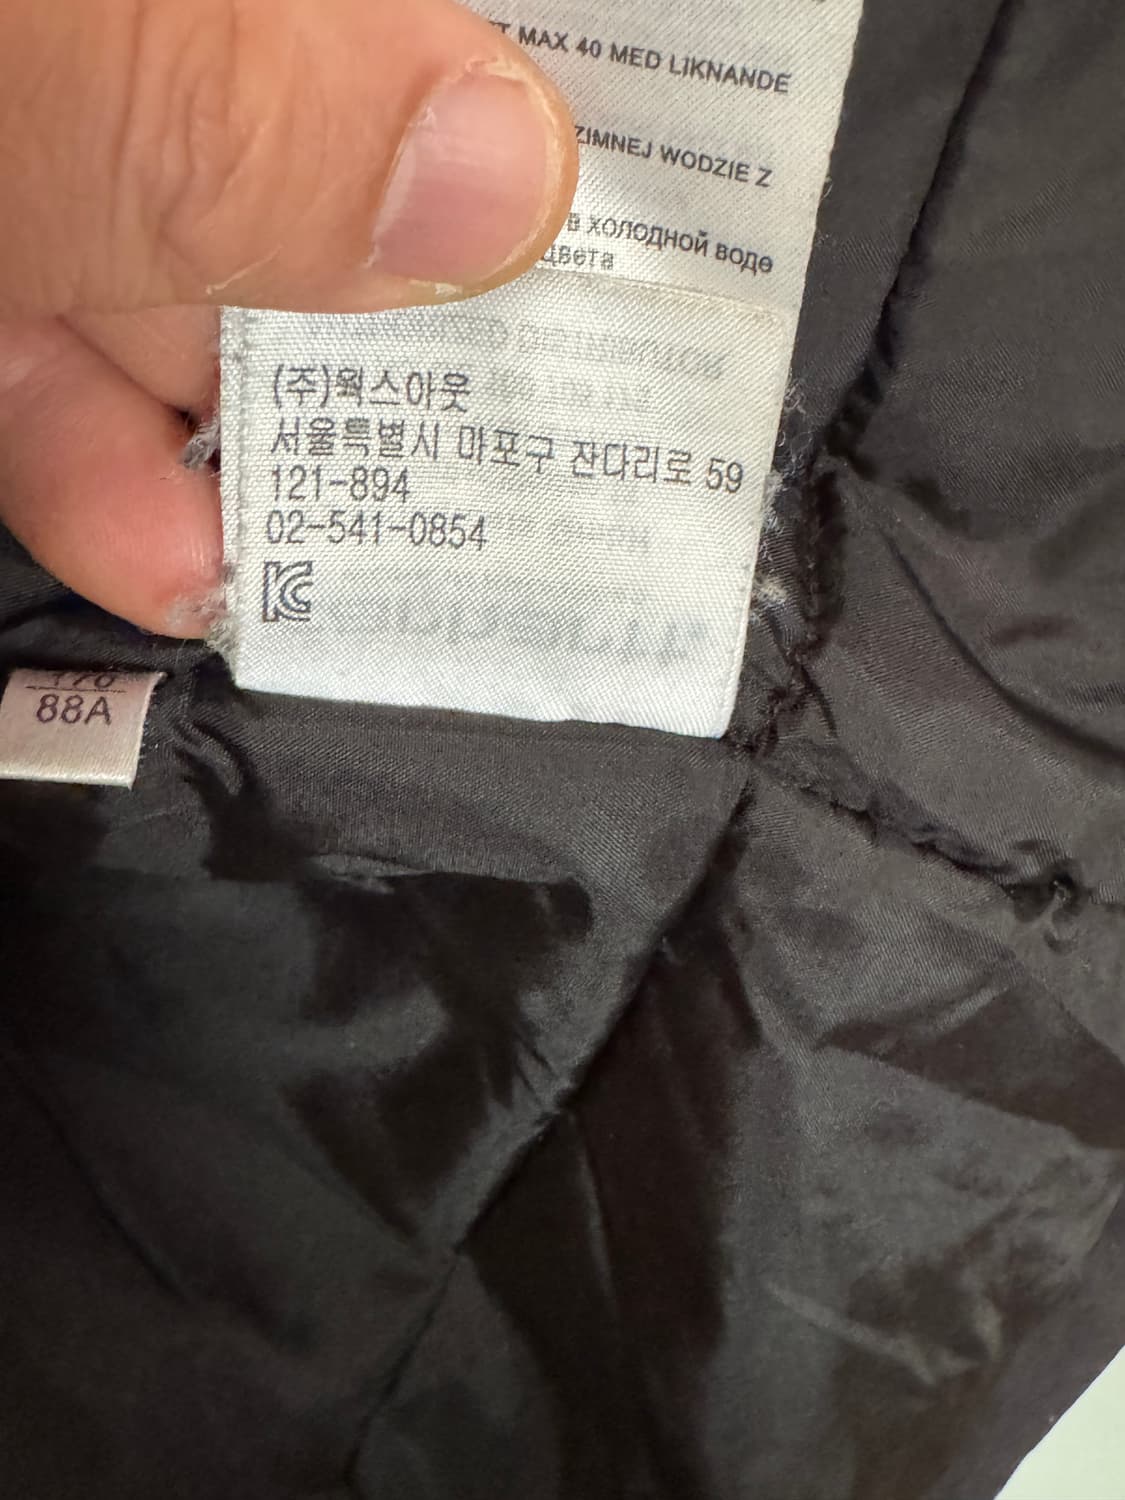 MAX 40 MED LIKNANDE
ZIMNEJ WODZIE Z
В ХОЛОДНОЙ ВОДе
цвета
(주)웍스아웃
서울특별시 마포구 잔다리로 59
121-894
02-541-0854
KC
88A